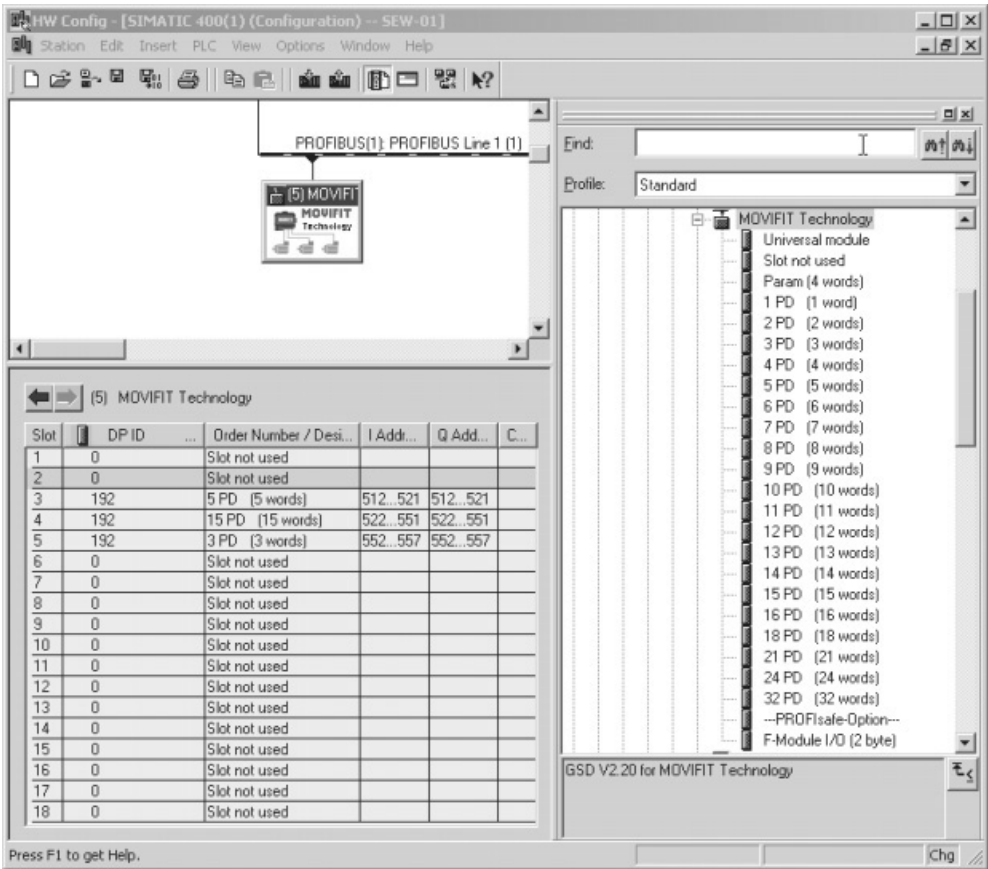 HW Config - [SIMATIC 400(1) (Configuration) -- SEW-01]
Station Edit Insert PLC View Options Window Help
PROFIBUS(1): PROFIBUS Line 1 (1)
(5) MOVIFIT
MOVIFIT
Technology
(5) MOVIFIT Technology
Slot DP ID ... Order Number / Desi... I Addr... Q Add... C...
1 0 Slot not used
2 0 Slot not used
3 192 5 PD (5 words) 512...521 512...521
4 192 15 PD (15 words) 522...551 522...551
5 192 3 PD (3 words) 552...557 552...557
6 0 Slot not used
7 0 Slot not used
8 0 Slot not used
9 0 Slot not used
10 0 Slot not used
11 0 Slot not used
12 0 Slot not used
13 0 Slot not used
14 0 Slot not used
15 0 Slot not used
16 0 Slot not used
17 0 Slot not used
18 0 Slot not used
Find:
Profile: Standard
MOVIFIT Technology
Universal module
Slot not used
Param (4 words)
1 PD (1 word)
2 PD (2 words)
3 PD (3 words)
4 PD (4 words)
5 PD (5 words)
6 PD (6 words)
7 PD (7 words)
8 PD (8 words)
9 PD (9 words)
10 PD (10 words)
11 PD (11 words)
12 PD (12 words)
13 PD (13 words)
14 PD (14 words)
15 PD (15 words)
16 PD (16 words)
18 PD (18 words)
21 PD (21 words)
24 PD (24 words)
32 PD (32 words)
---PROFIsafe-Option---
F-Module I/O (2 byte)
GSD V2.20 for MOVIFIT Technology
Press F1 to get Help.
Chg